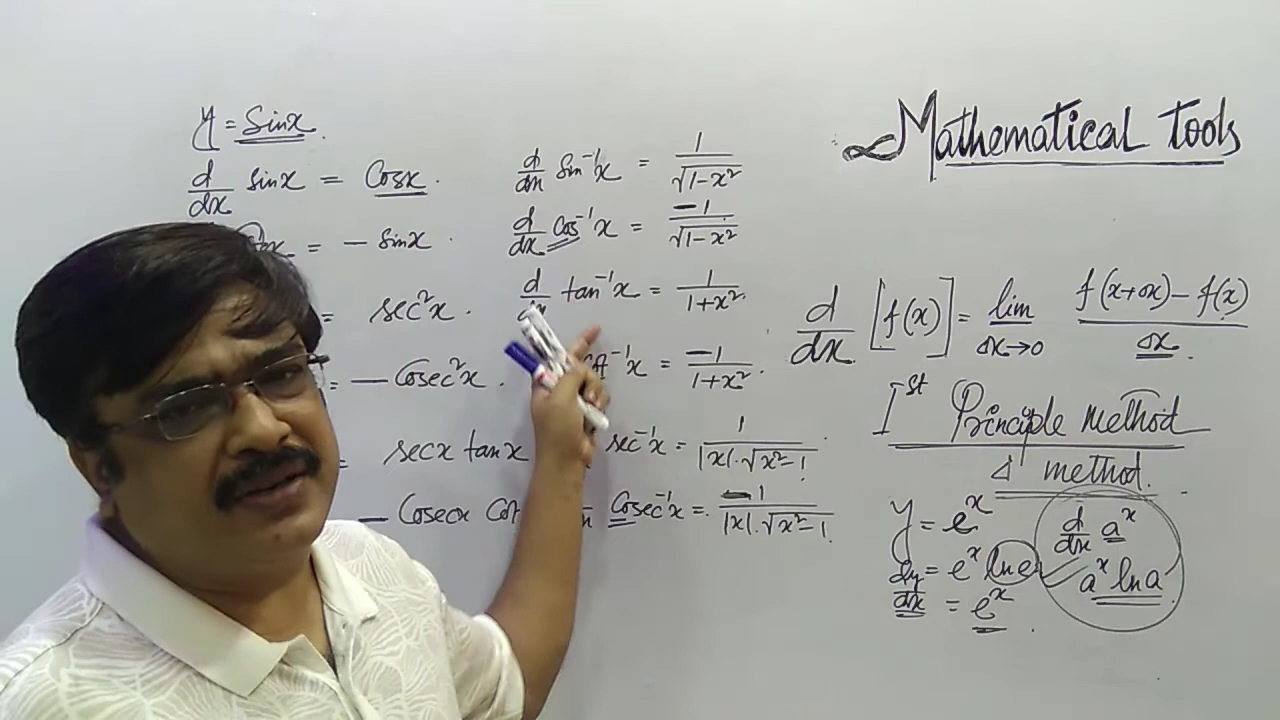 Mathematical Tools
y = Sinx
d/dx sinx = Cosx
= - sinx
= sec²x
= - Cosec²x
= secx tanx
- Cosecx Cot
d/dx Sin⁻¹x = 1/√1-x²
d/dx Cos⁻¹x = -1/√1-x²
d/dx tan⁻¹x = 1/1+x²
⁻¹x = -1/1+x²
sec⁻¹x = 1/|x|.√x²-1
Cosec⁻¹x = -1/|x|.√x²-1
d/dx [f(x)] = lim Δx→0 f(x+Δx)-f(x)/Δx
Iˢᵗ Principle method
Δ method.
y = eˣ
dy/dx = eˣ lne
= eˣ
d/dx aˣ
aˣ lna